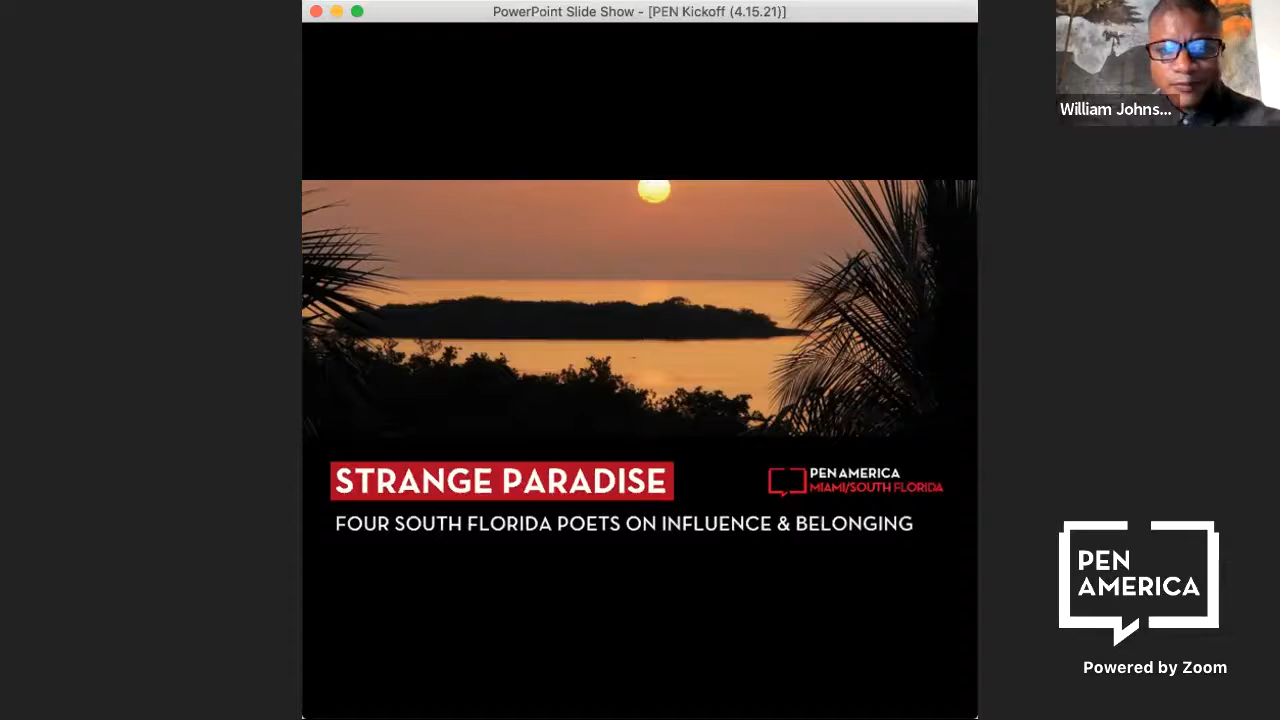 PowerPoint Slide Show - [PEN Kickoff (4.15.21)]
William Johns...
STRANGE PARADISE
PEN AMERICA
MIAMI/SOUTH FLORIDA
FOUR SOUTH FLORIDA POETS ON INFLUENCE & BELONGING
PEN
AMERICA
Powered by Zoom